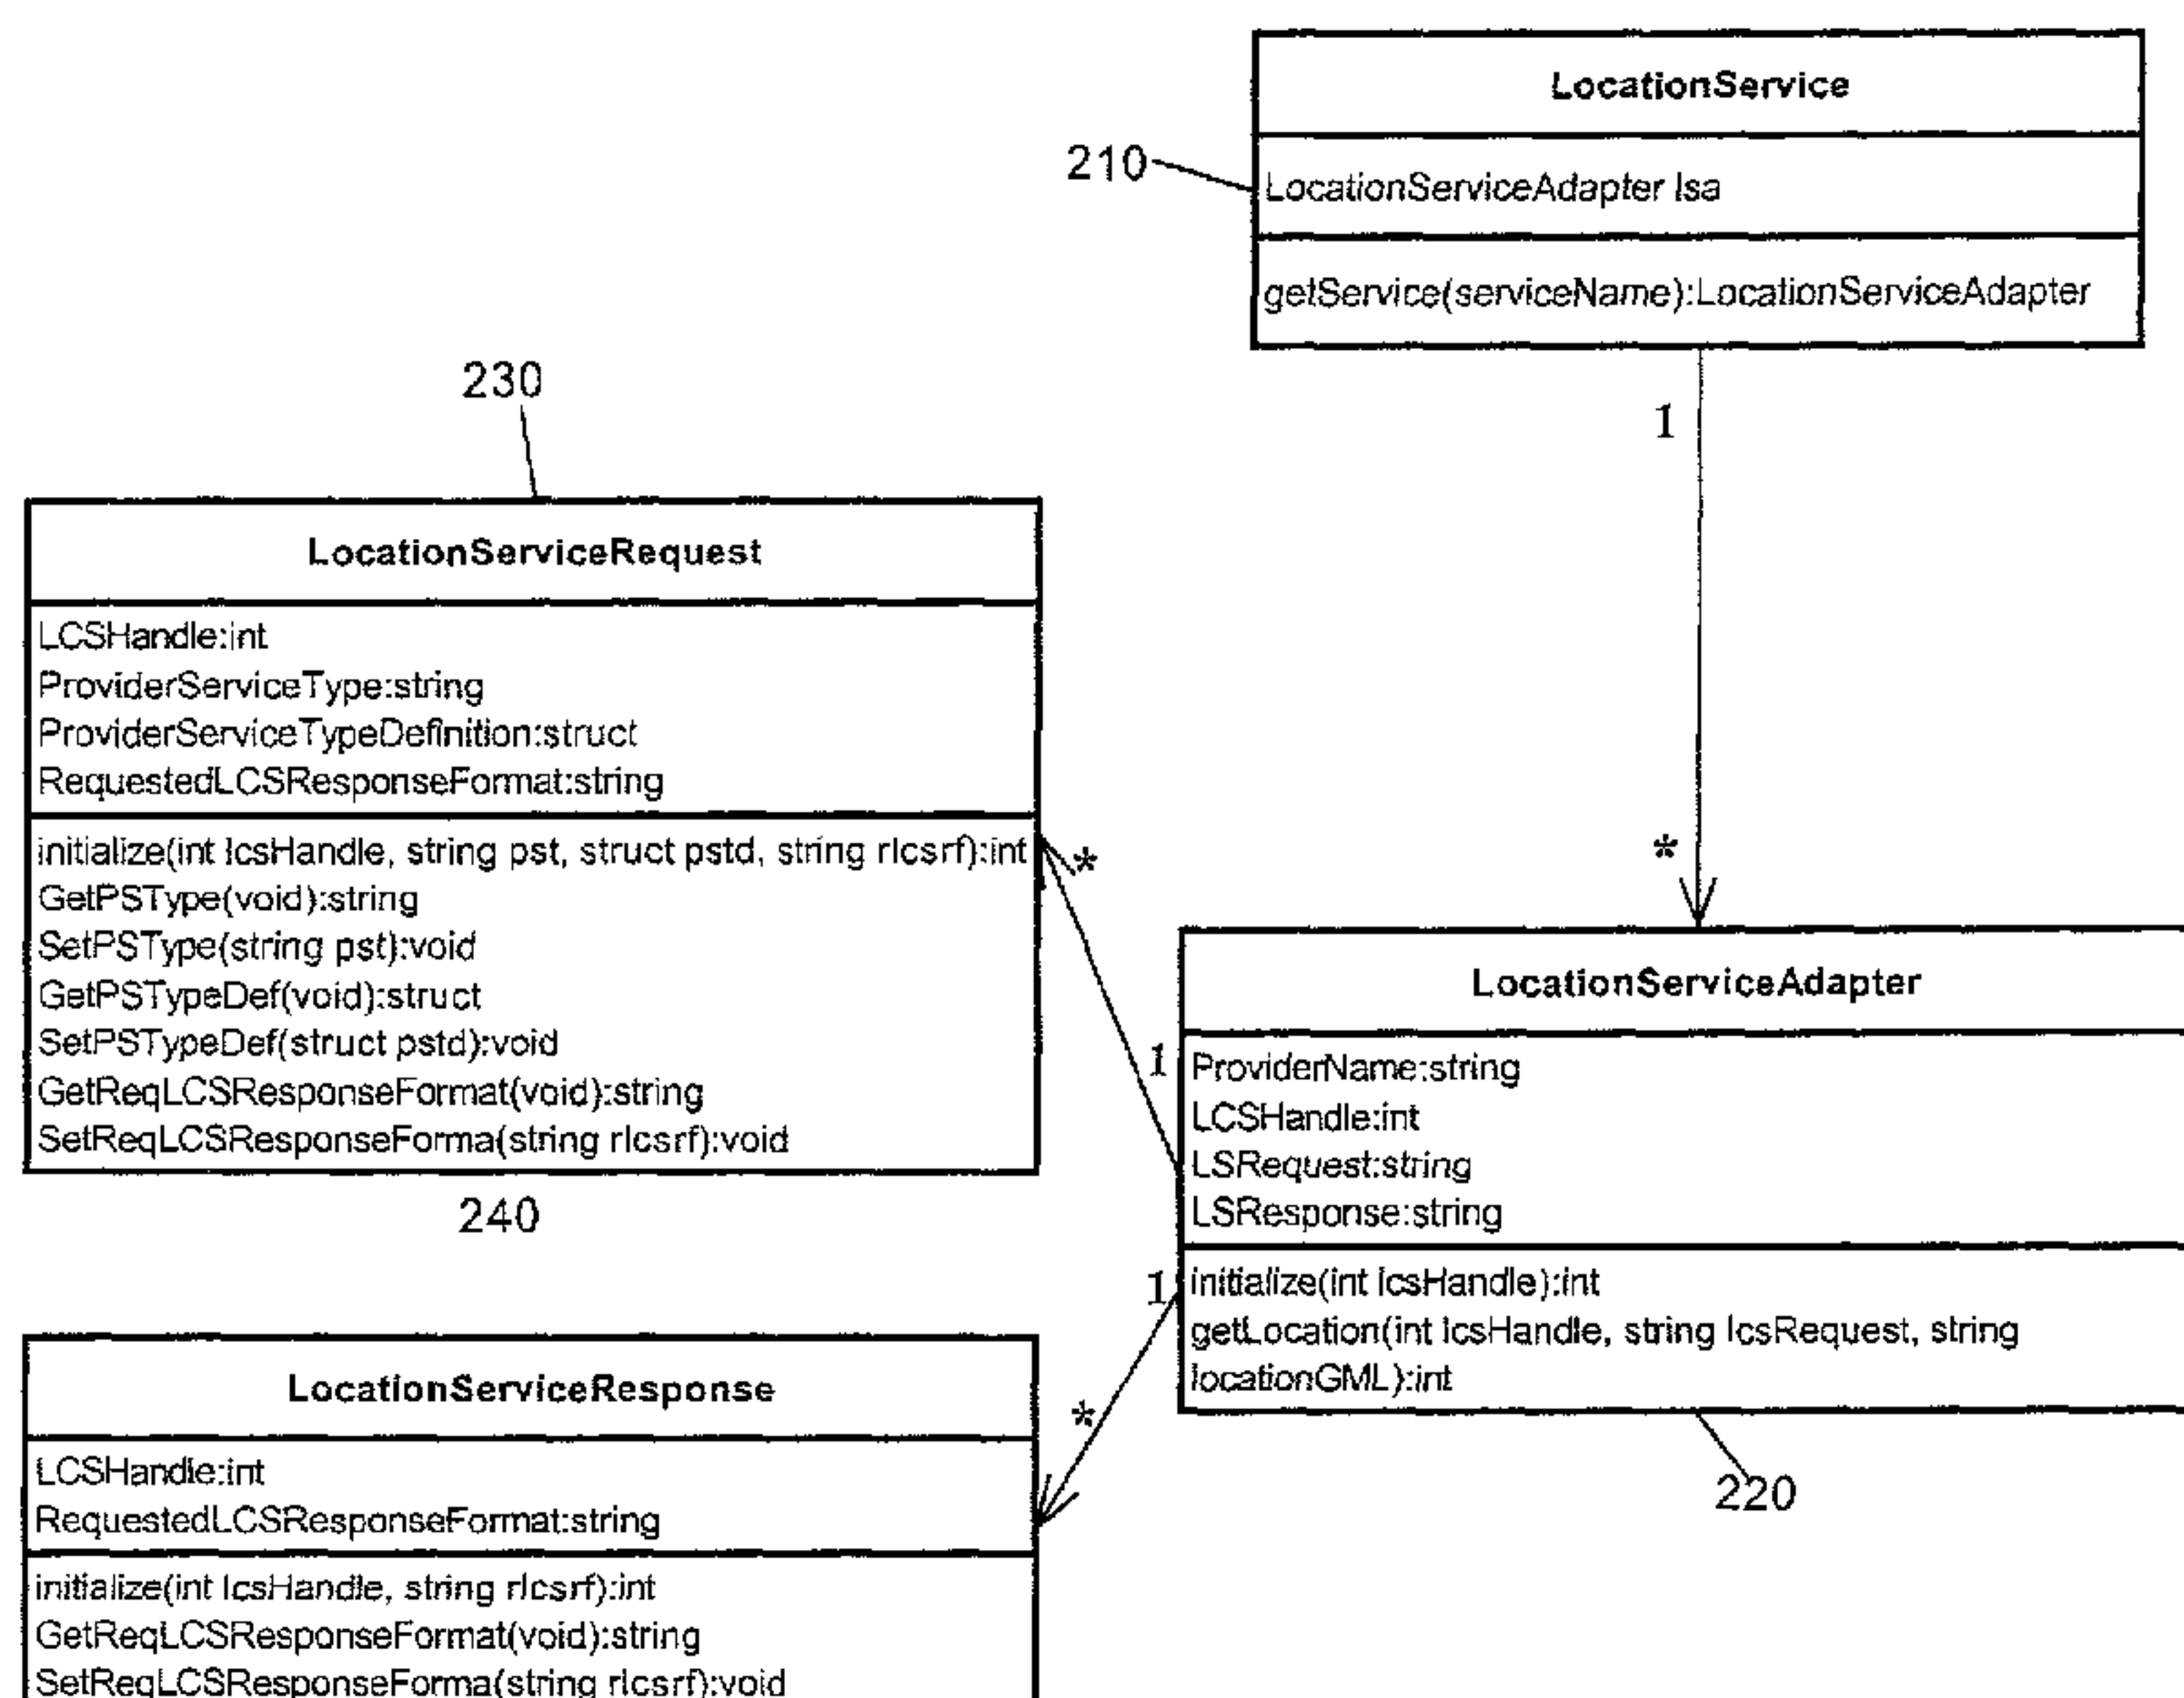 LocationService
210
LocationServiceAdapter lsa
getService(serviceName):LocationServiceAdapter
1
*
230
LocationServiceRequest
LCSHandle:int
ProviderServiceType:string
ProviderServiceTypeDefinition:struct
RequestedLCSResponseFormat:string
initialize(int lcsHandle, string pst, struct pstd, string rlcsrf):int
GetPSType(void):string
SetPSType(string pst):void
GetPSTypeDef(void):struct
SetPSTypeDef(struct pstd):void
GetReqLCSResponseFormat(void):string
SetReqLCSResponseForma(string rlcsrf):void
*
1
LocationServiceAdapter
ProviderName:string
LCSHandle:int
LSRequest:string
LSResponse:string
initialize(int lcsHandle):int
getLocation(int lcsHandle, string lcsRequest, string
locationGML):int
220
1
*
240
LocationServiceResponse
LCSHandle:int
RequestedLCSResponseFormat:string
initialize(int lcsHandle, string rlcsrf):int
GetReqLCSResponseFormat(void):string
SetReqLCSResponseForma(string rlcsrf):void